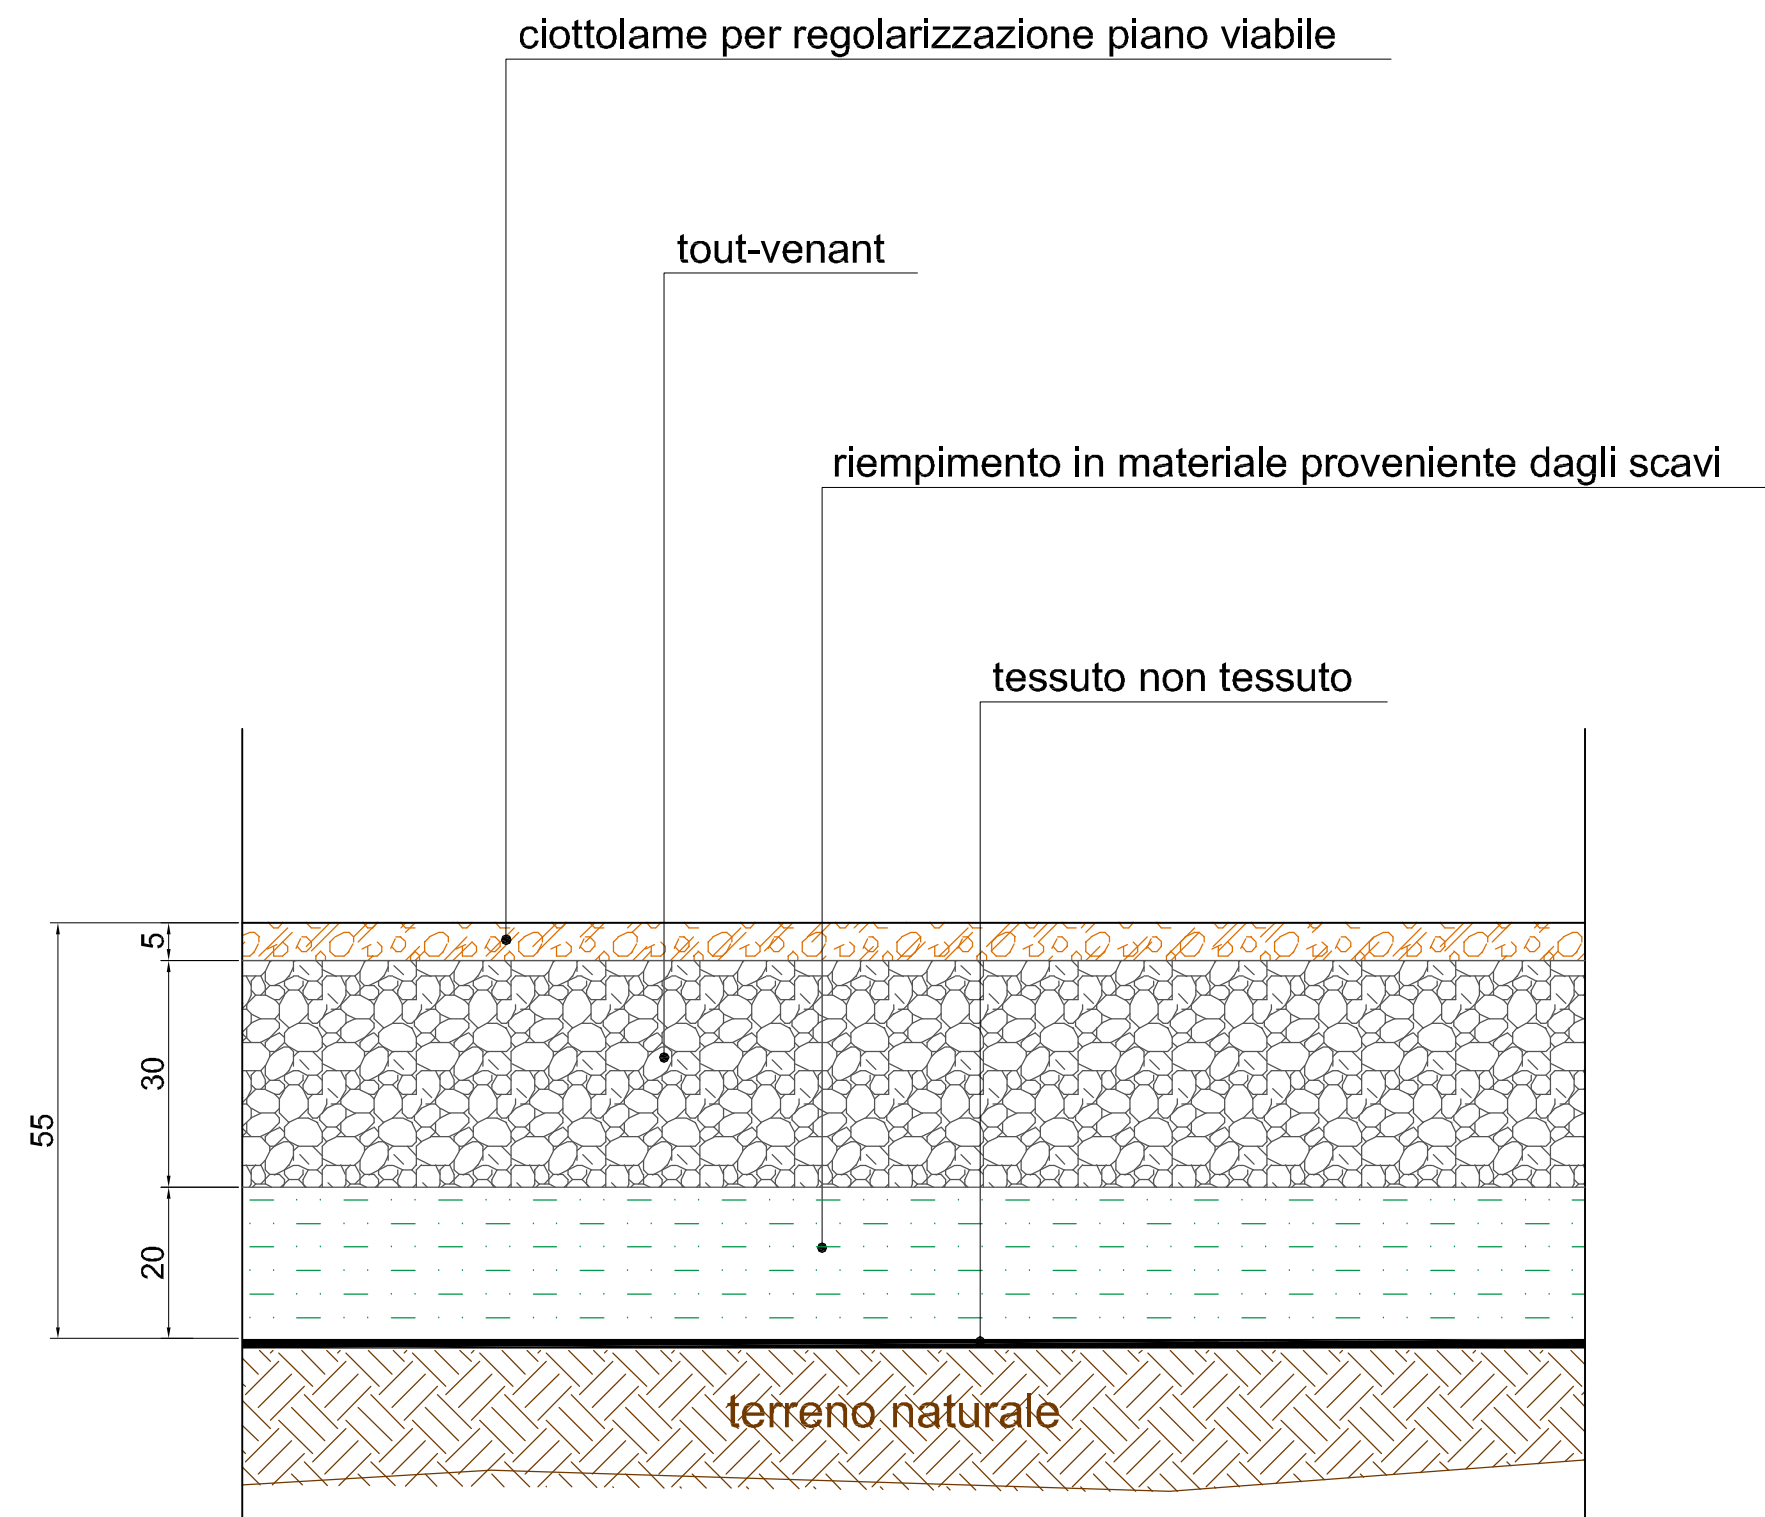 ciottolame per regolarizzazione piano viabile
tout-venant
riempimento in materiale proveniente dagli scavi
tessuto non tessuto
5
30
55
20
terreno naturale